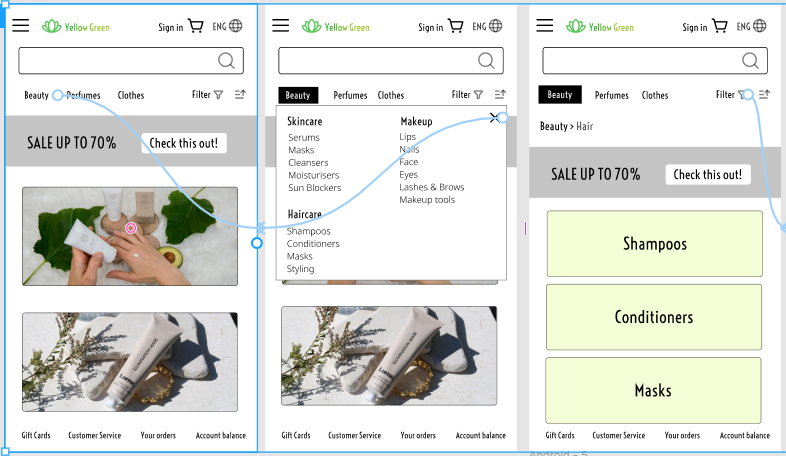 Yellow Green
Sign in
ENG
Beauty
Perfumes
Clothes
Filter
SALE UP TO 70%
Check this out!
Gift Cards
Customer Service
Your orders
Account balance
Yellow Green
Sign in
ENG
Beauty
Perfumes
Clothes
Filter
Skincare
Serums
Masks
Cleansers
Moisturisers
Sun Blockers
Haircare
Shampoos
Conditioners
Masks
Styling
Makeup
Lips
Nails
Face
Eyes
Lashes & Brows
Makeup tools
Gift Cards
Customer Service
Your orders
Account balance
Yellow Green
Sign in
ENG
Beauty
Perfumes
Clothes
Filter
Beauty > Hair
SALE UP TO 70%
Check this out!
Shampoos
Conditioners
Masks
Gift Cards
Customer Service
Your orders
Account balance
Android - 5